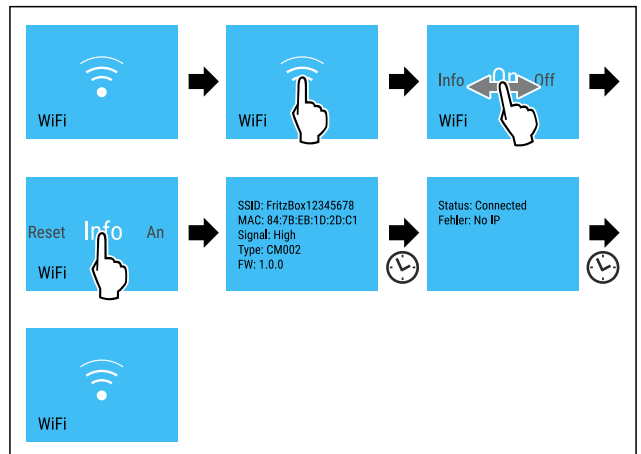 WiFi
WiFi
Info On Off
WiFi
Reset Info An
WiFi
SSID: FritzBox12345678
MAC: 84:7B:EB:1D:2D:C1
Signal: High
Type: CM002
FW: 1.0.0
Status: Connected
Fehler: No IP
WiFi